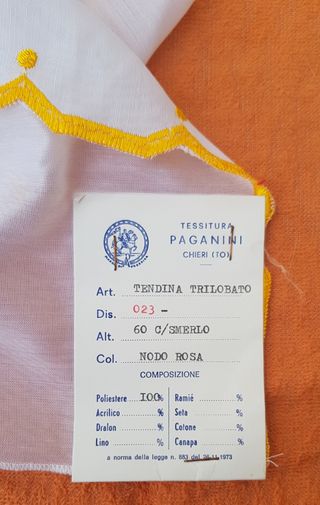 TESSITURA
PAGANINI
CHIERI (TO)
Art. TENDINA TRILOBATO
Dis. 023 -
Alt. 60 C/SMERLO
Col. NODO ROSA
COMPOSIZIONE
Poliestere 100% Ramié %
Acrilico % Seta %
Dralon % Cotone %
Lino % Canapa %
a norma della legge n. 883 del 26-11-1973